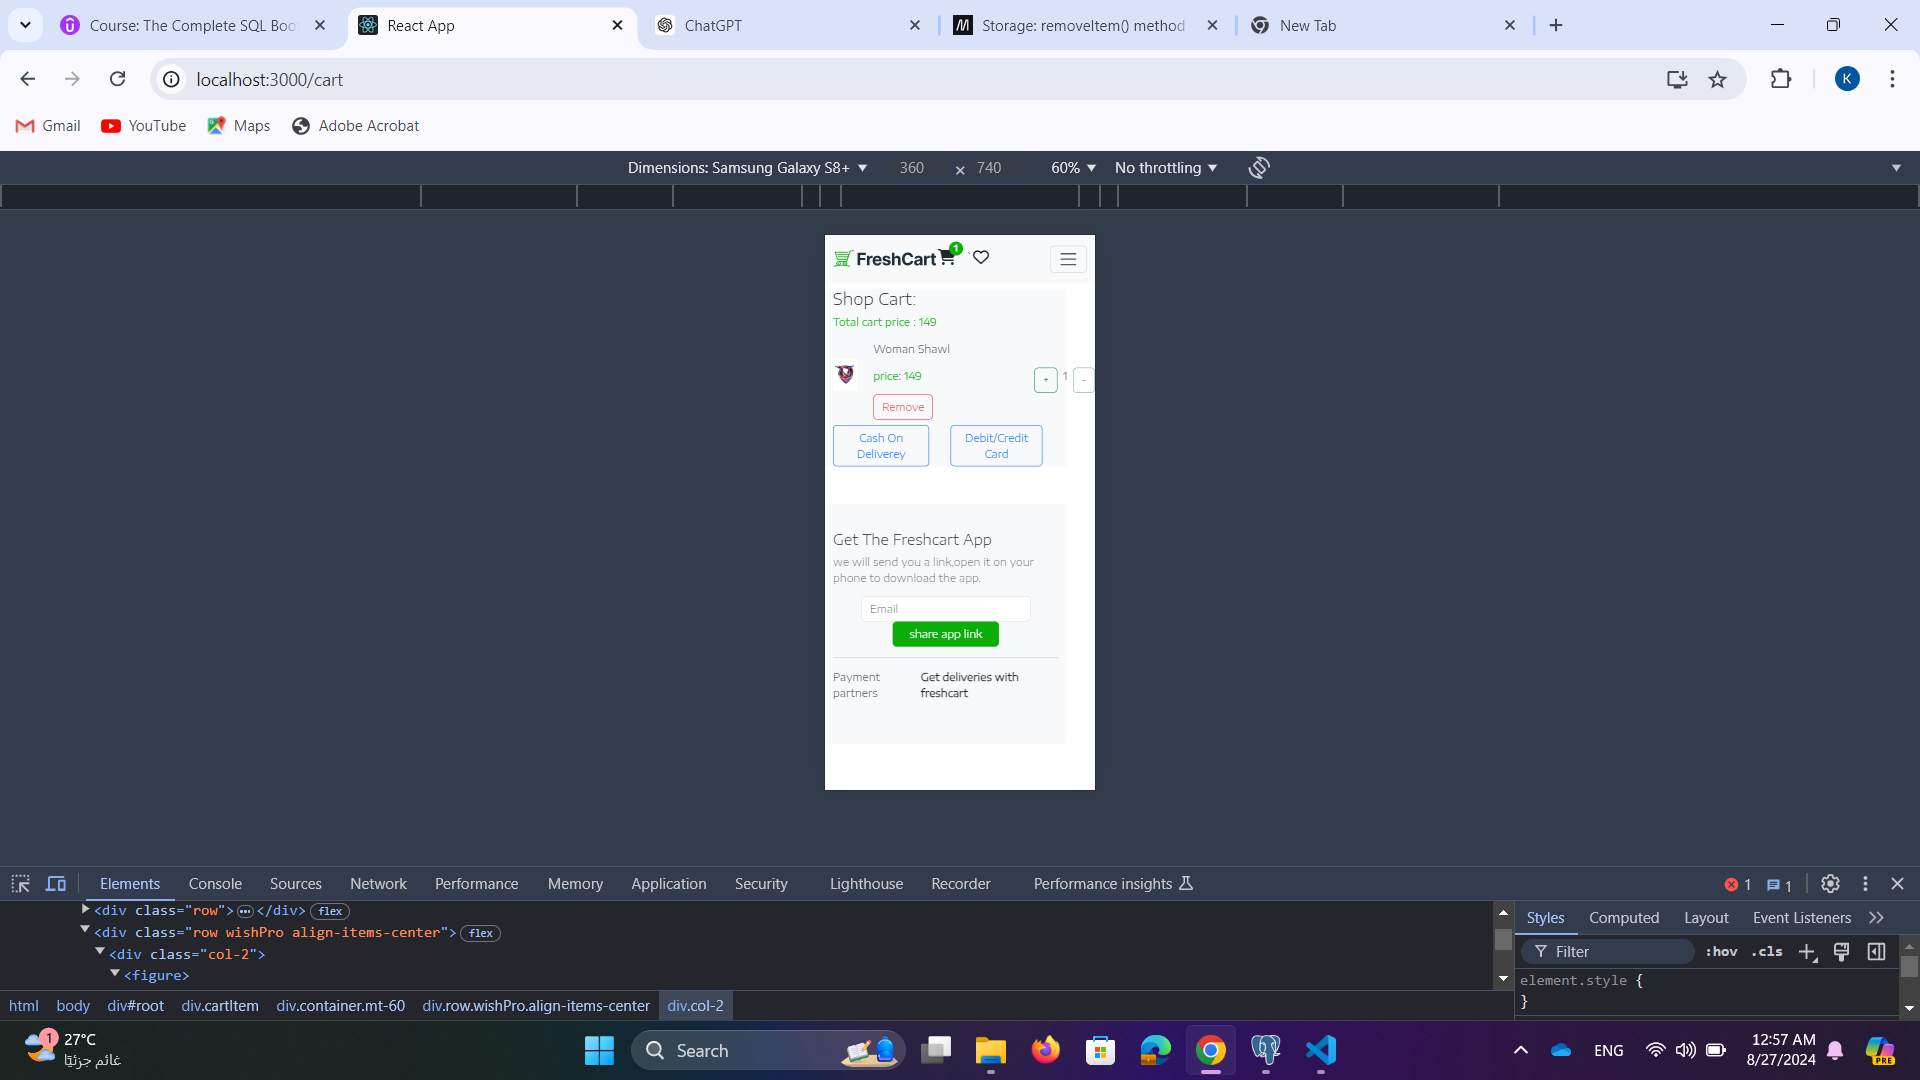 Course: The Complete SQL Boo
React App
ChatGPT
Storage: removeItem() method
New Tab
localhost:3000/cart
K
Gmail
YouTube
Maps
Adobe Acrobat
Dimensions: Samsung Galaxy S8+
360
×
740
60%
No throttling
FreshCart
1
Shop Cart:
Total cart price : 149
Woman Shawl
price: 149
+
1
-
Remove
Cash On
Deliverey
Debit/Credit
Card
Get The Freshcart App
we will send you a link,open it on your
phone to download the app.
Email
share app link
Payment
partners
Get deliveries with
freshcart
Elements
Console
Sources
Network
Performance
Memory
Application
Security
Lighthouse
Recorder
Performance insights
1
1
<div class="row"> ••• </div> flex
<div class="row wishPro align-items-center"> flex
<div class="col-2">
<figure>
html
body
div#root
div.cartItem
div.container.mt-60
div.row.wishPro.align-items-center
div.col-2
Styles
Computed
Layout
Event Listeners
Filter
:hov
.cls
element.style {
}
1
27°C
غائم جزئيًا
Search
ENG
12:57 AM
8/27/2024
PRE